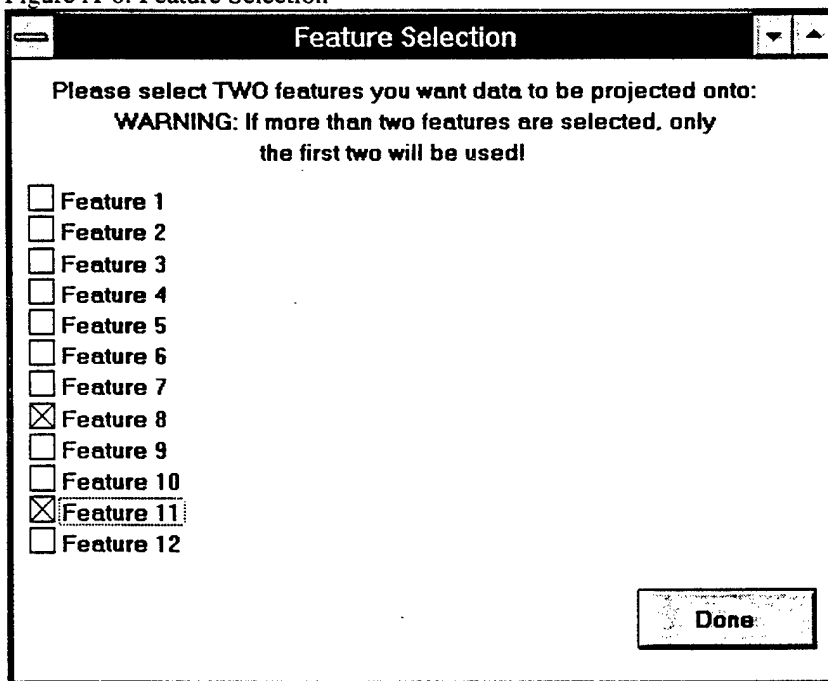 Feature Selection
Please select TWO features you want data to be projected onto:
WARNING: If more than two features are selected, only
the first two will be used!
Feature 1
Feature 2
Feature 3
Feature 4
Feature 5
Feature 6
Feature 7
Feature 8
Feature 9
Feature 10
Feature 11
Feature 12
Done